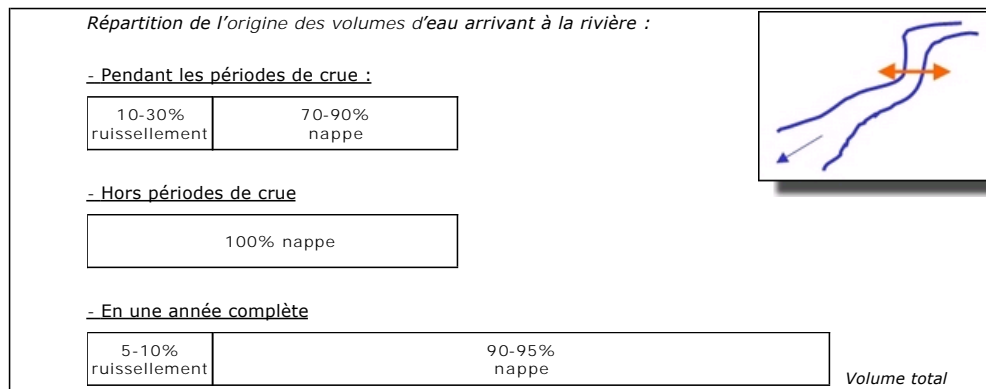 Répartition de l'origine des volumes d'eau arrivant à la rivière :
- Pendant les périodes de crue :
10-30% ruissellement
70-90% nappe
- Hors périodes de crue
100% nappe
- En une année complète
5-10% ruissellement
90-95% nappe
Volume total